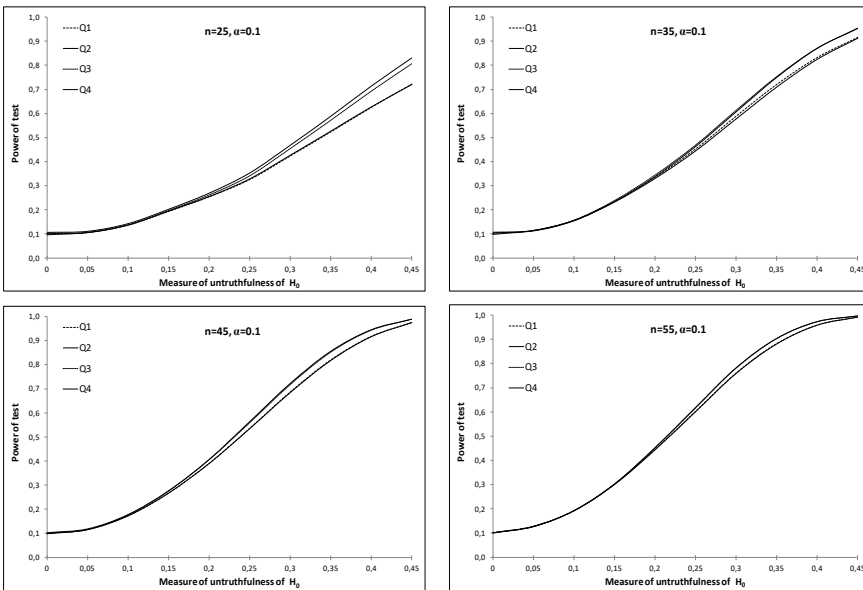 n=25, α=0.1
Q1
Q2
Q3
Q4
Power of test
1,0
0,9
0,8
0,7
0,6
0,5
0,4
0,3
0,2
0,1
0,0
0 0,05 0,1 0,15 0,2 0,25 0,3 0,35 0,4 0,45
Measure of untruthfulness of H₀
n=35, α=0.1
Q1
Q2
Q3
Q4
Power of test
1,0
0,9
0,8
0,7
0,6
0,5
0,4
0,3
0,2
0,1
0,0
0 0,05 0,1 0,15 0,2 0,25 0,3 0,35 0,4 0,45
Measure of untruthfulness of H₀
n=45, α=0.1
Q1
Q2
Q3
Q4
Power of test
1,0
0,9
0,8
0,7
0,6
0,5
0,4
0,3
0,2
0,1
0,0
0 0,05 0,1 0,15 0,2 0,25 0,3 0,35 0,4 0,45
Measure of untruthfulness of H₀
n=55, α=0.1
Q1
Q2
Q3
Q4
Power of test
1,0
0,9
0,8
0,7
0,6
0,5
0,4
0,3
0,2
0,1
0,0
0 0,05 0,1 0,15 0,2 0,25 0,3 0,35 0,4 0,45
Measure of untruthfulness of H₀